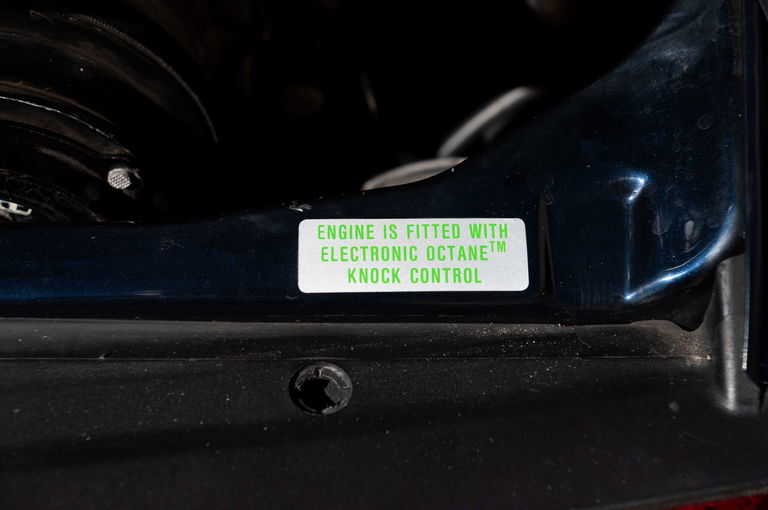 ENGINE IS FITTED WITH
ELECTRONIC OCTANE™
KNOCK CONTROL